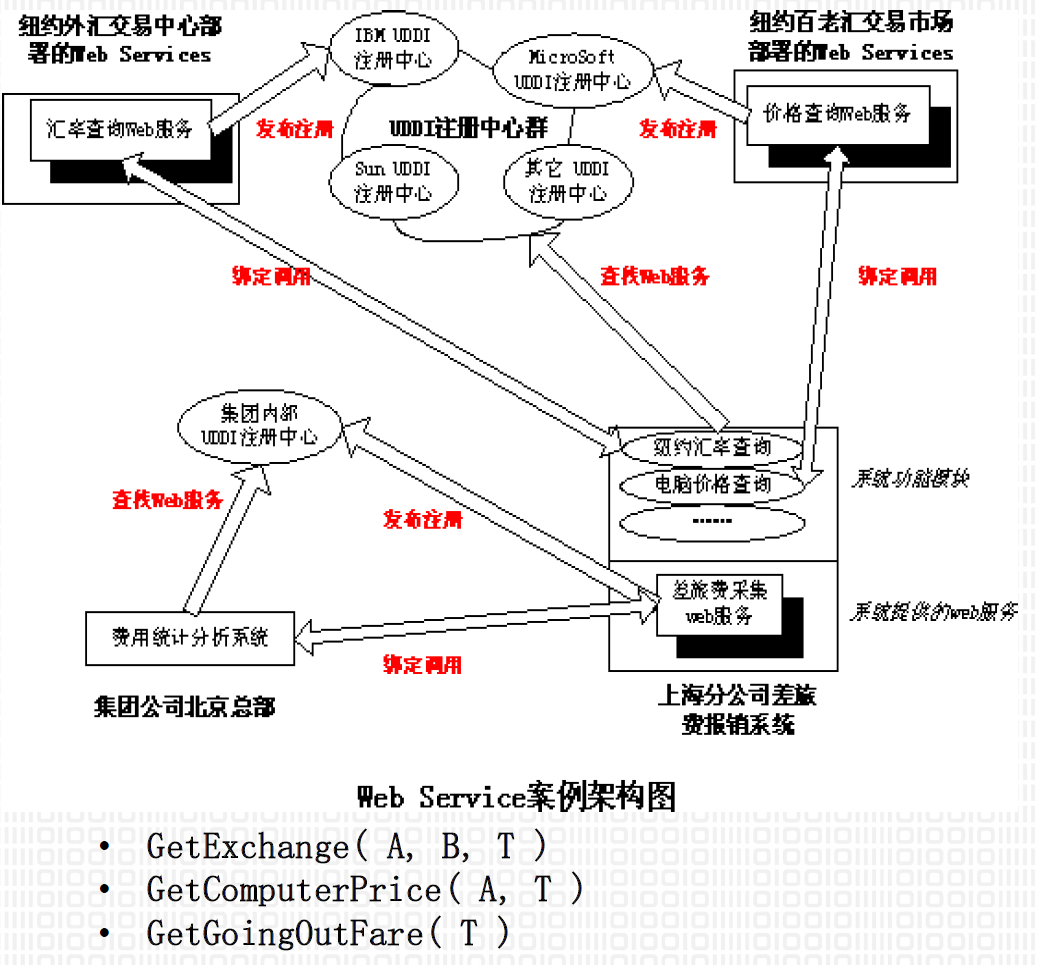 纽约外汇交易中心部
署的Web Services
纽约百老汇交易市场
部署的Web Services
IBM UDDI
注册中心
MicroSoft
UDDI注册中心
汇率查询Web服务
发布注册
UDDI注册中心群
发布注册
价格查询Web服务
Sun UDDI
注册中心
其它 UDDI
注册中心
绑定调用
查找Web服务
绑定调用
集团内部
UDDI注册中心
纽约汇率查询
电脑价格查询
······
系统功能模块
查找Web服务
发布注册
差旅费采集
web服务
系统提供的web服务
费用统计分析系统
绑定调用
集团公司北京总部
上海分公司差旅
费报销系统
Web Service案例架构图
• GetExchange( A, B, T )
• GetComputerPrice( A, T )
• GetGoingOutFare( T )